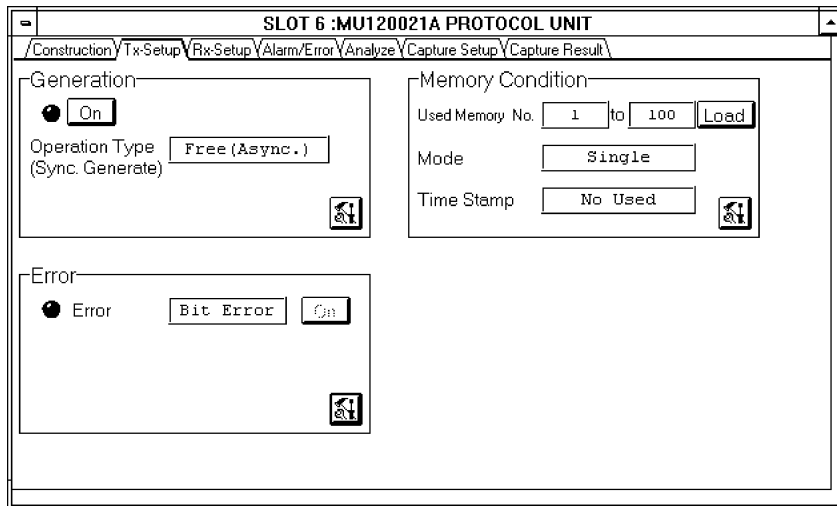 SLOT 6 :MU120021A PROTOCOL UNIT
Construction Tx-Setup Rx-Setup Alarm/Error Analyze Capture Setup Capture Result
Generation
On
Operation Type
(Sync. Generate)
Free(Async.)
Memory Condition
Used Memory No. 1 to 100 Load
Mode Single
Time Stamp No Used
Error
Error Bit Error On